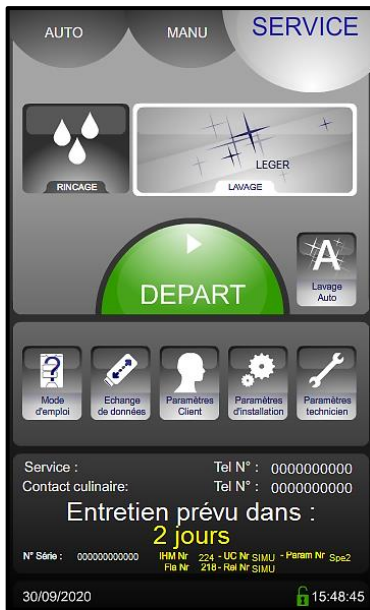 AUTO MANU SERVICE
LEGER
RINCAGE LAVAGE
DEPART
A
Lavage
Auto
?
Mode
d'emploi
Echange
de données
Paramètres
Client
Paramètres
d'installation
Paramètres
technicien
Service : Tel N° : 0000000000
Contact culinaire: Tel N° : 0000000000
Entretien prévu dans :
2 jours
N° Série : 000000000000 IHM Nr 224 - UC Nr SIMU - Param Nr Spe2
Fla Nr 218 - Rel Nr SIMU
30/09/2020 15:48:45